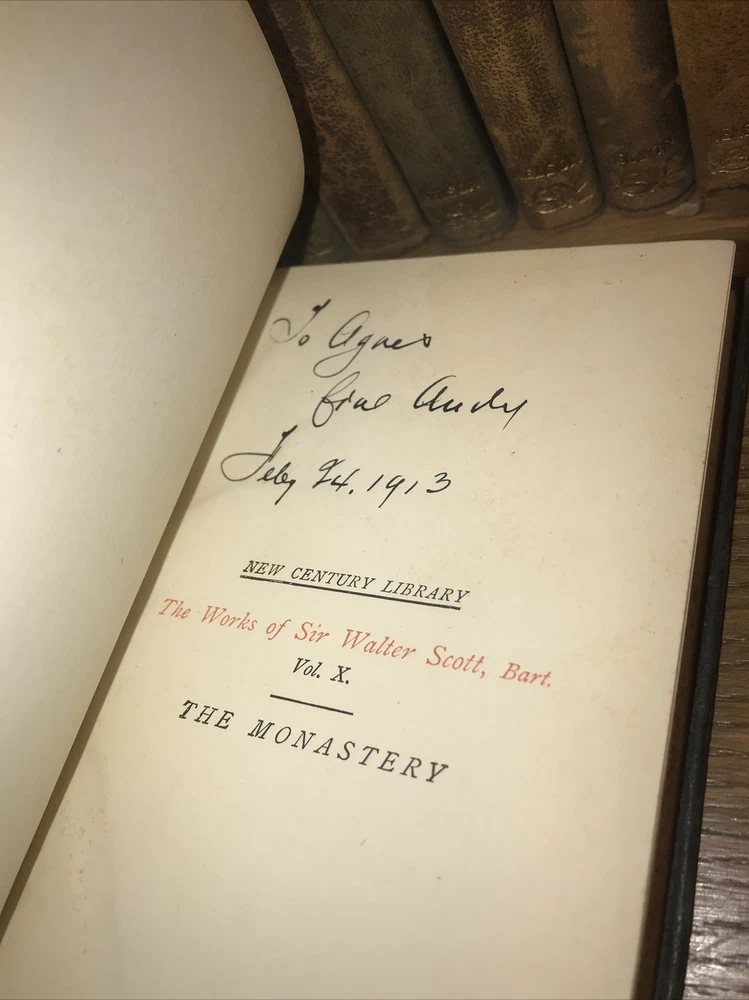 To Agnes
Andy
Feby 24. 1913
NEW CENTURY LIBRARY
The Works of Sir Walter Scott, Bart.
Vol. X.
THE MONASTERY